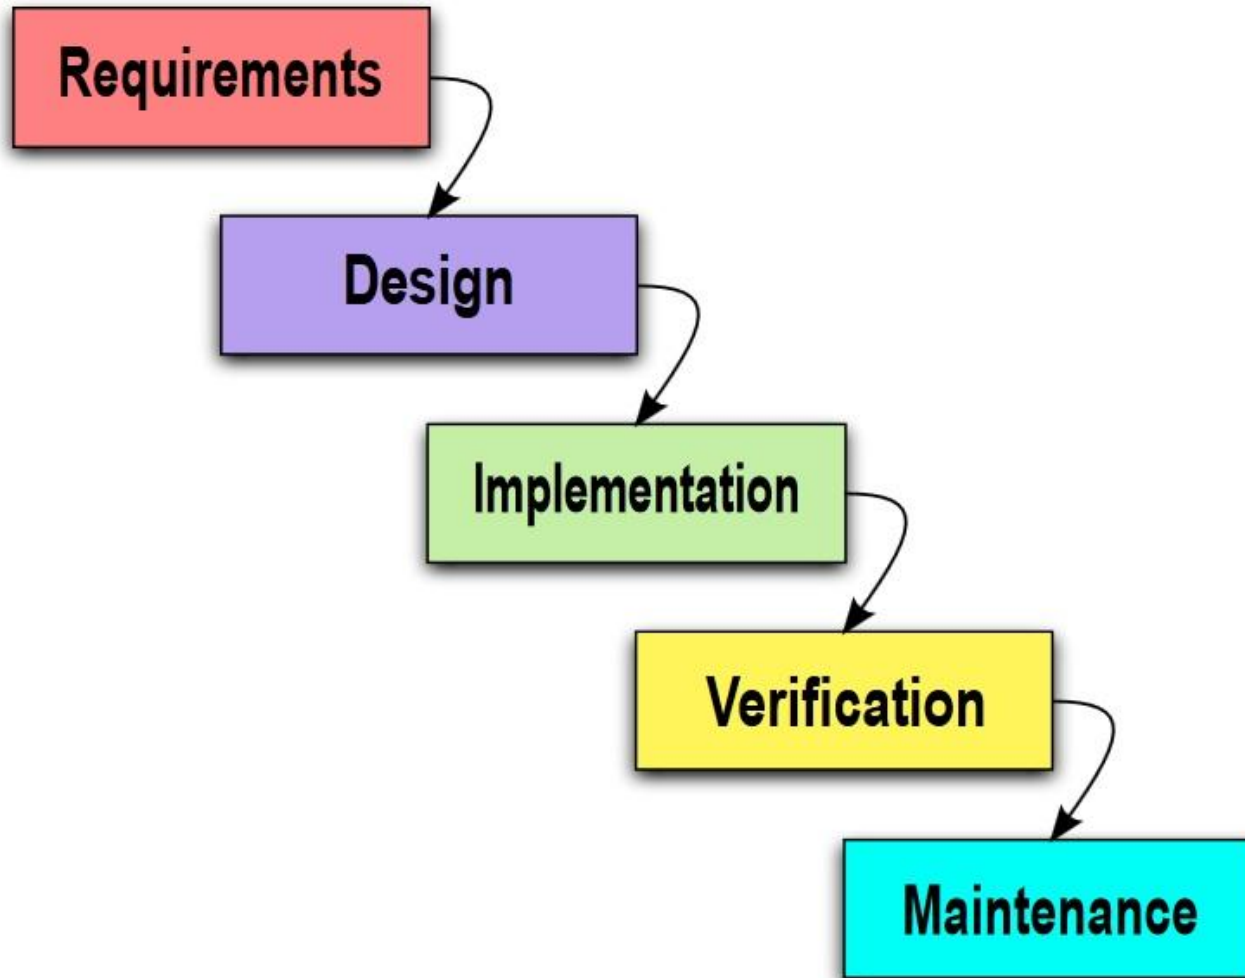 Requirements
Design
Implementation
Verification
Maintenance